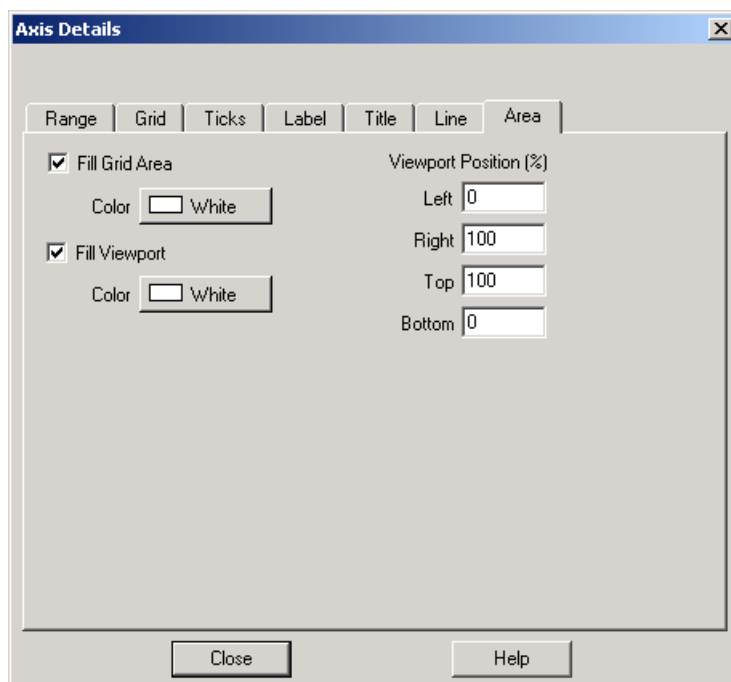 Axis Details
Range Grid Ticks Label Title Line Area
Fill Grid Area
Color White
Fill Viewport
Color White
Viewport Position (%)
Left 0
Right 100
Top 100
Bottom 0
Close Help